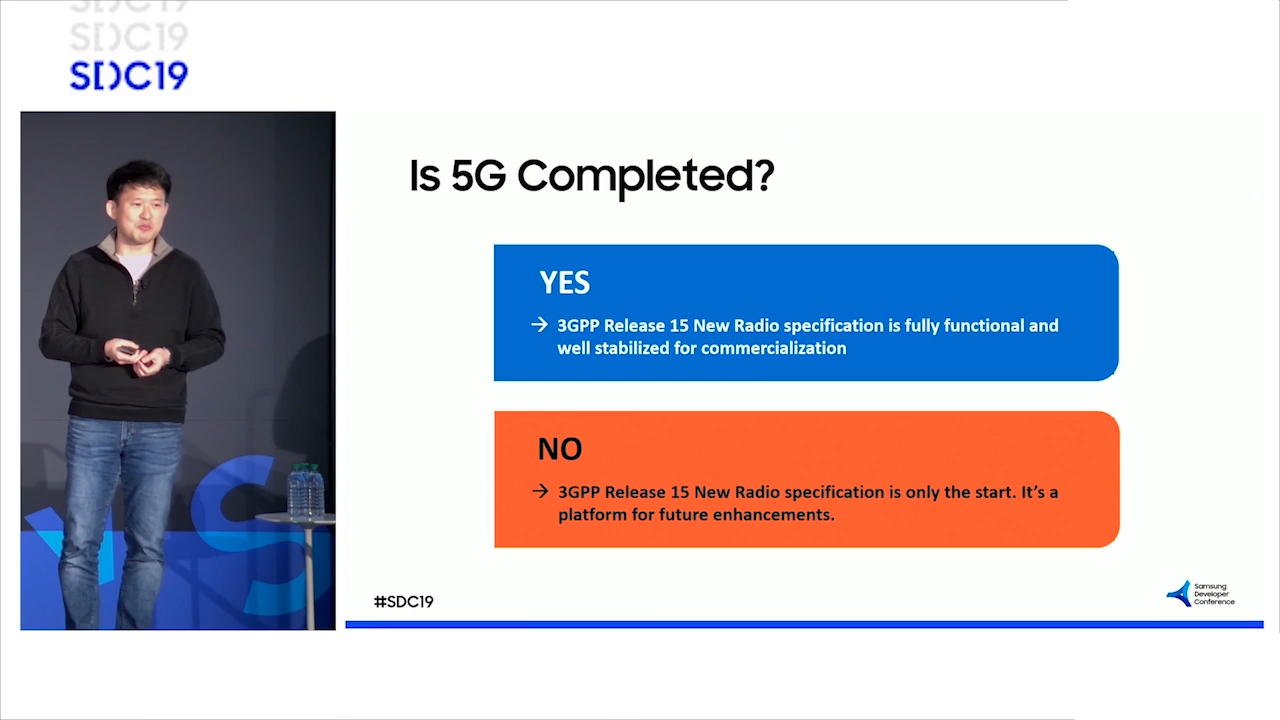 SDC19
SDC19
SDC19
Is 5G Completed?
YES
→ 3GPP Release 15 New Radio specification is fully functional and
well stabilized for commercialization
NO
→ 3GPP Release 15 New Radio specification is only the start. It's a
platform for future enhancements.
#SDC19
Samsung
Developer
Conference